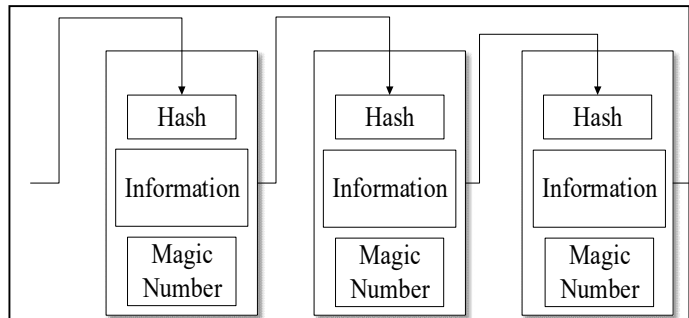 Hash
Information
Magic
Number
Hash
Information
Magic
Number
Hash
Information
Magic
Number